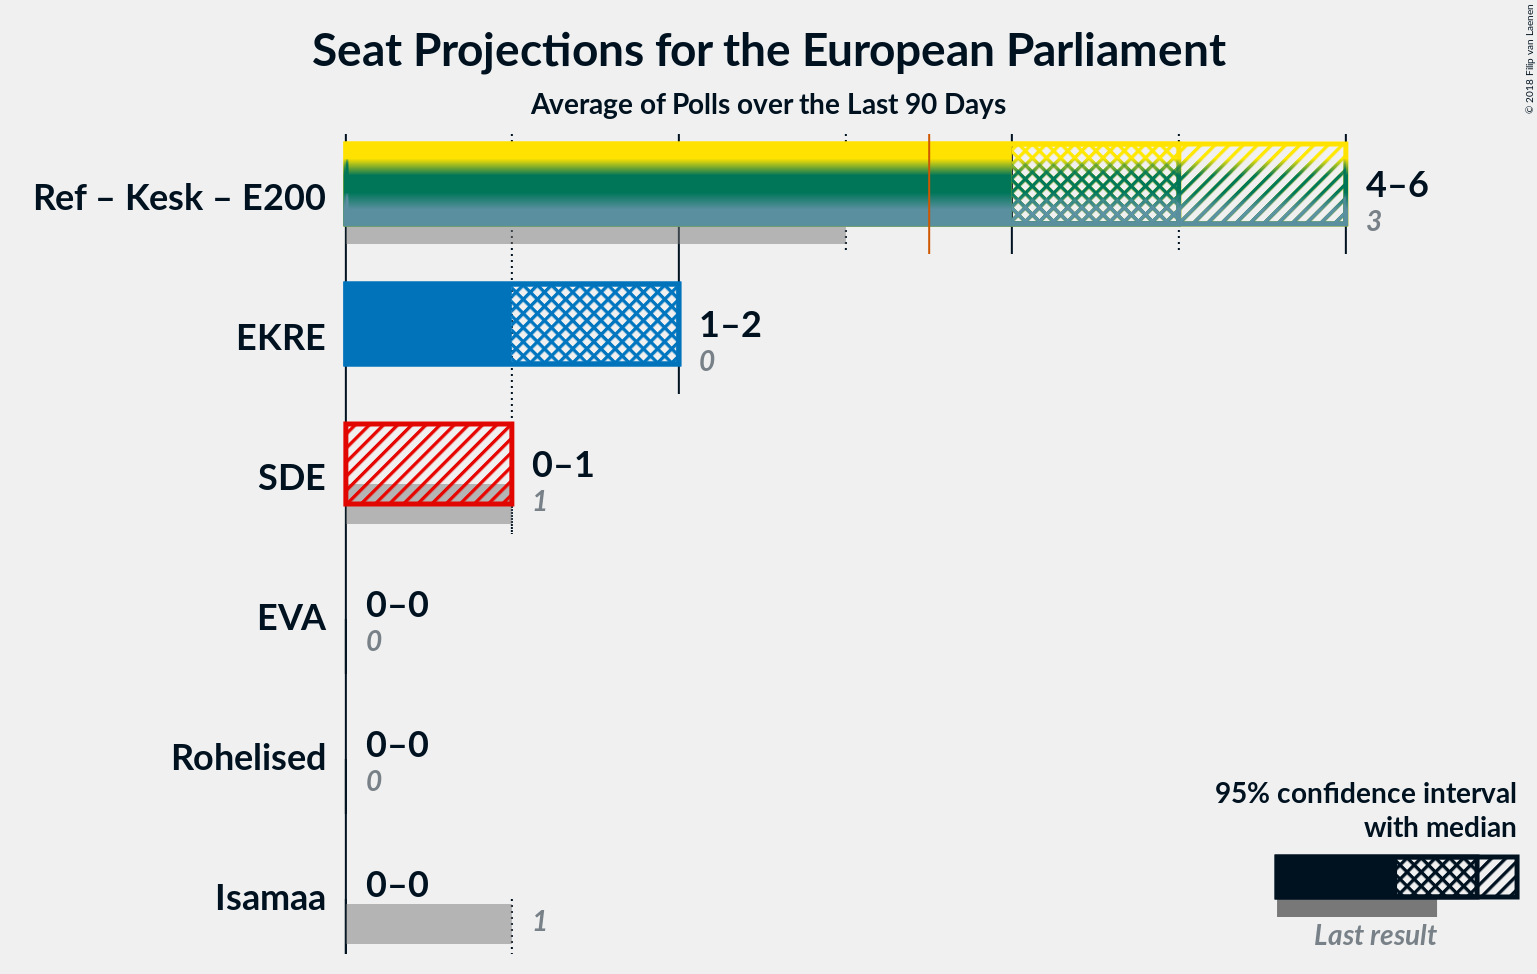 Seat Projections for the European Parliament
Average of Polls over the Last 90 Days
© 2018 Filip van Laenen
Ref – Kesk – E200
4–6
3
EKRE
1–2
0
SDE
0–1
1
EVA
0–0
0
Rohelised
0–0
0
Isamaa
0–0
1
95% confidence interval
with median
Last result